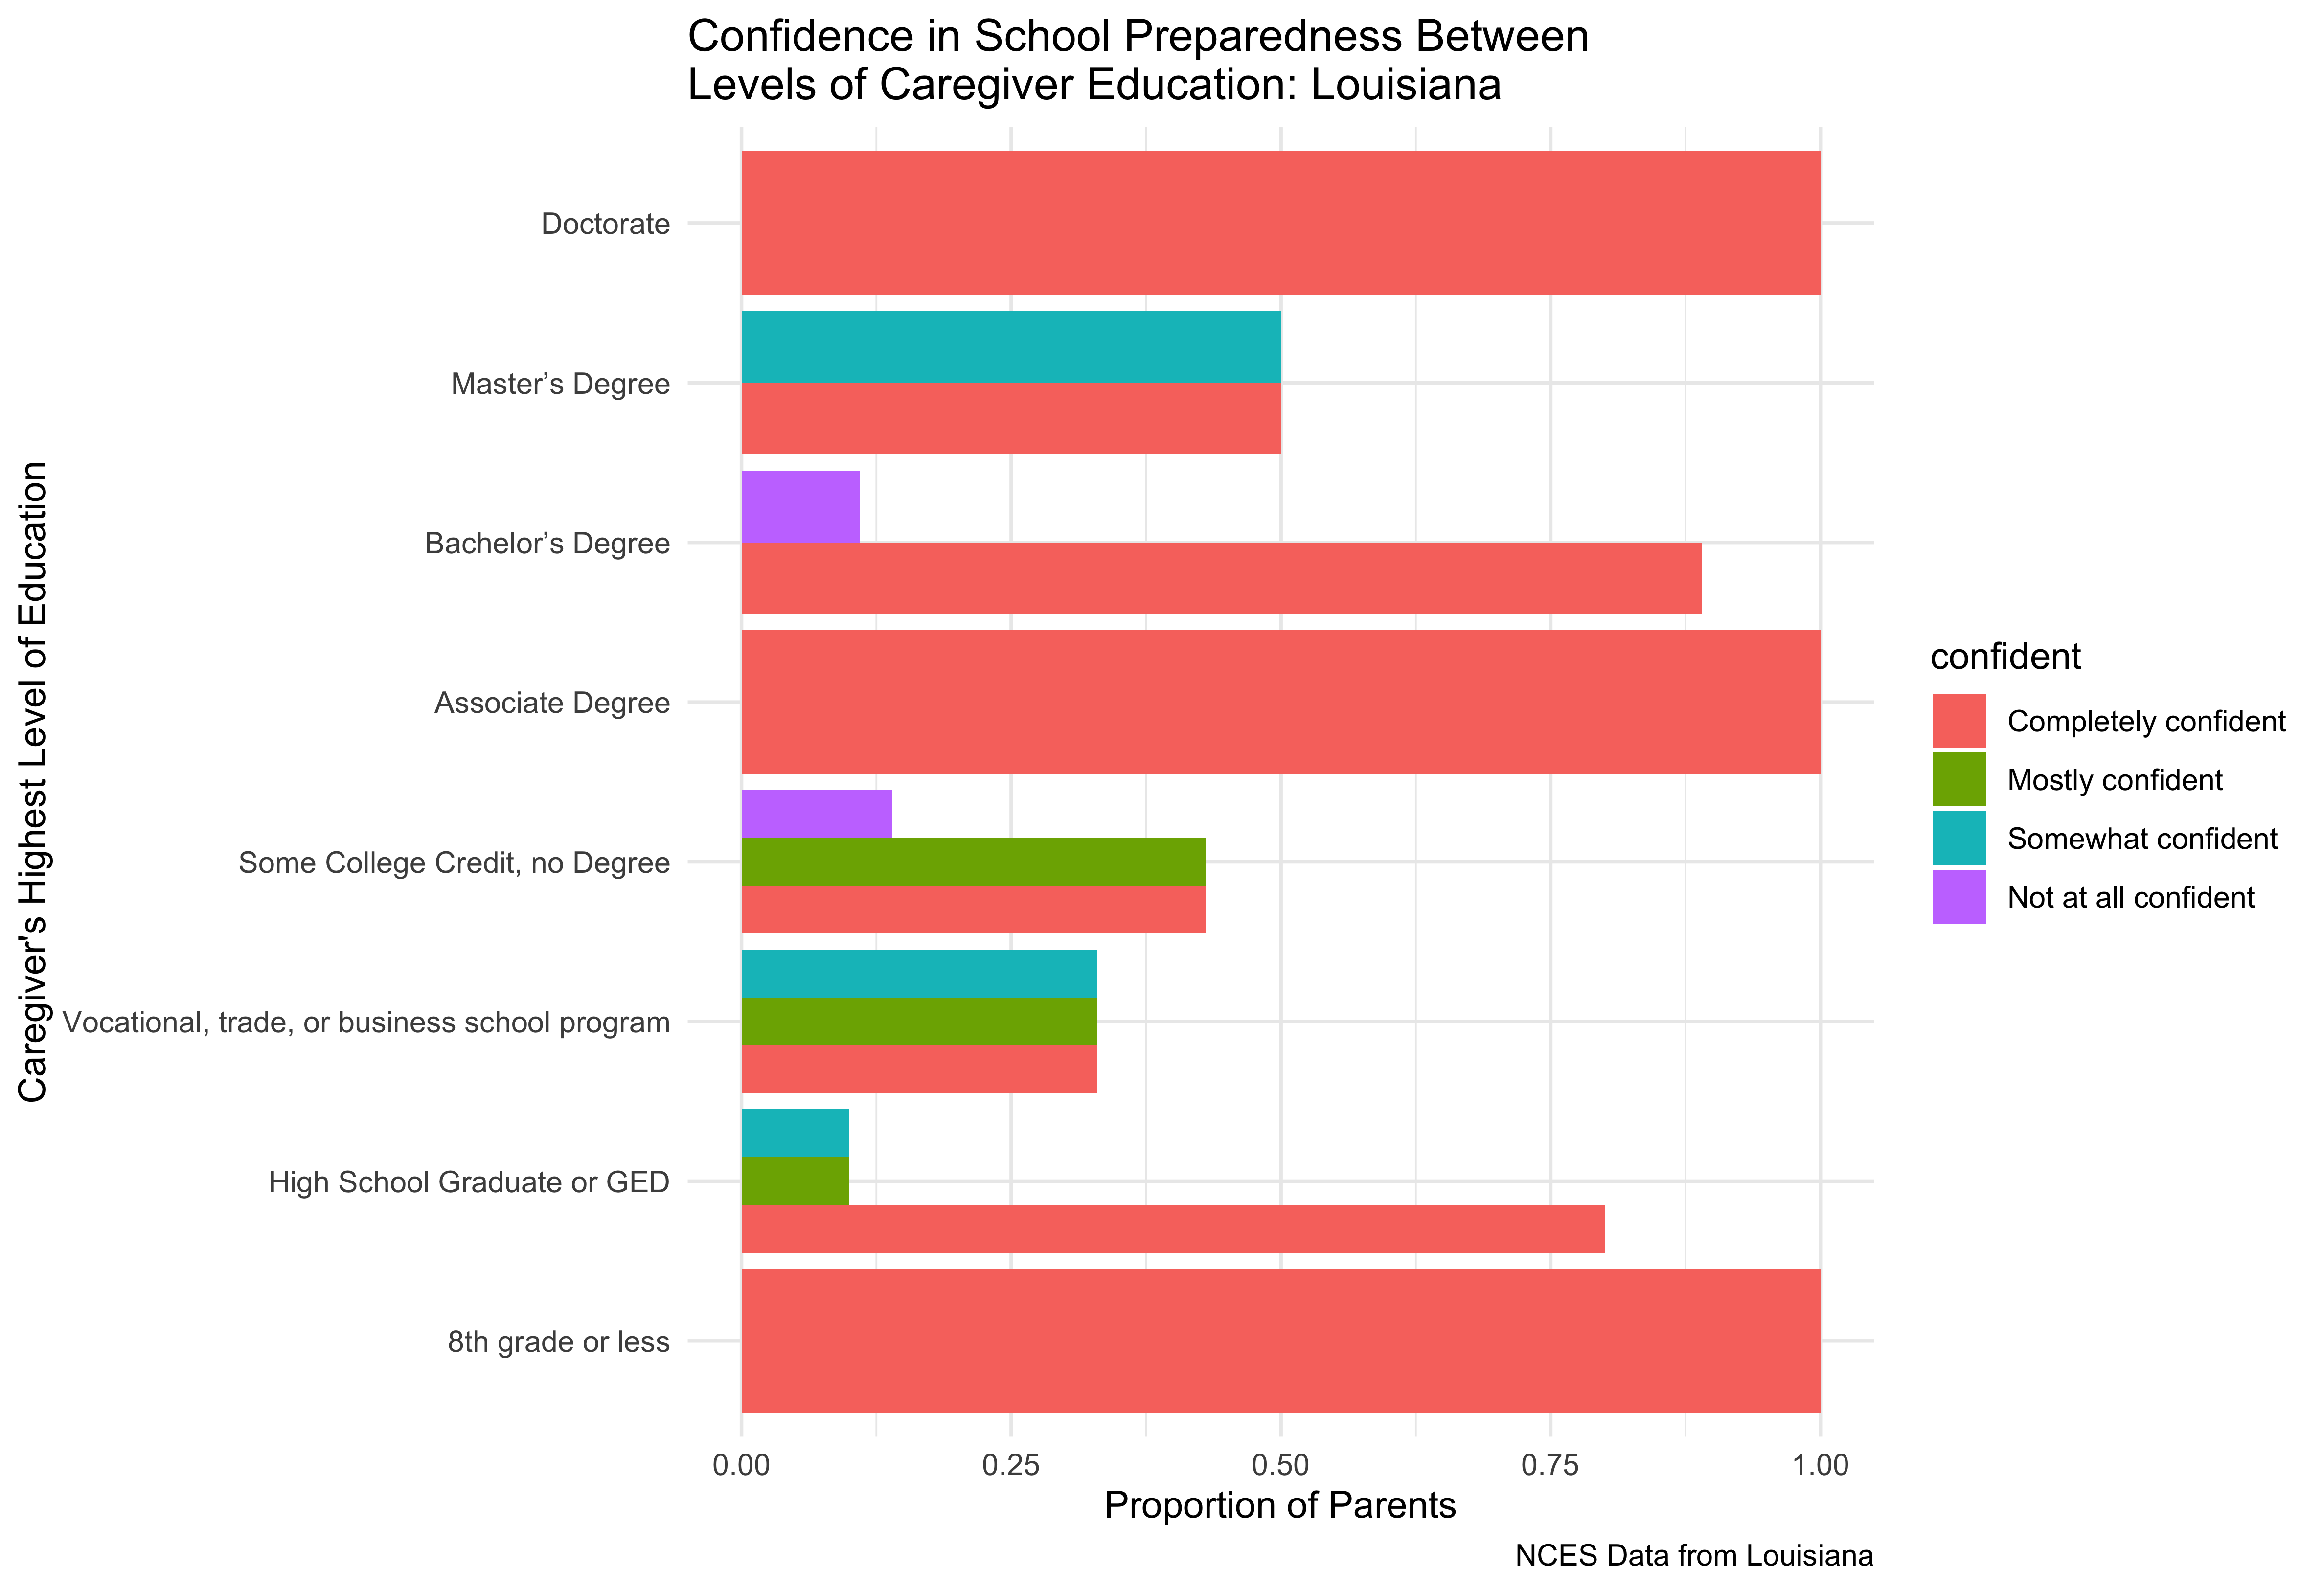 Confidence in School Preparedness Between
Levels of Caregiver Education: Louisiana
Caregiver's Highest Level of Education
Doctorate
Master’s Degree
Bachelor’s Degree
Associate Degree
Some College Credit, no Degree
Vocational, trade, or business school program
High School Graduate or GED
8th grade or less
0.00
0.25
0.50
0.75
1.00
Proportion of Parents
confident
Completely confident
Mostly confident
Somewhat confident
Not at all confident
NCES Data from Louisiana